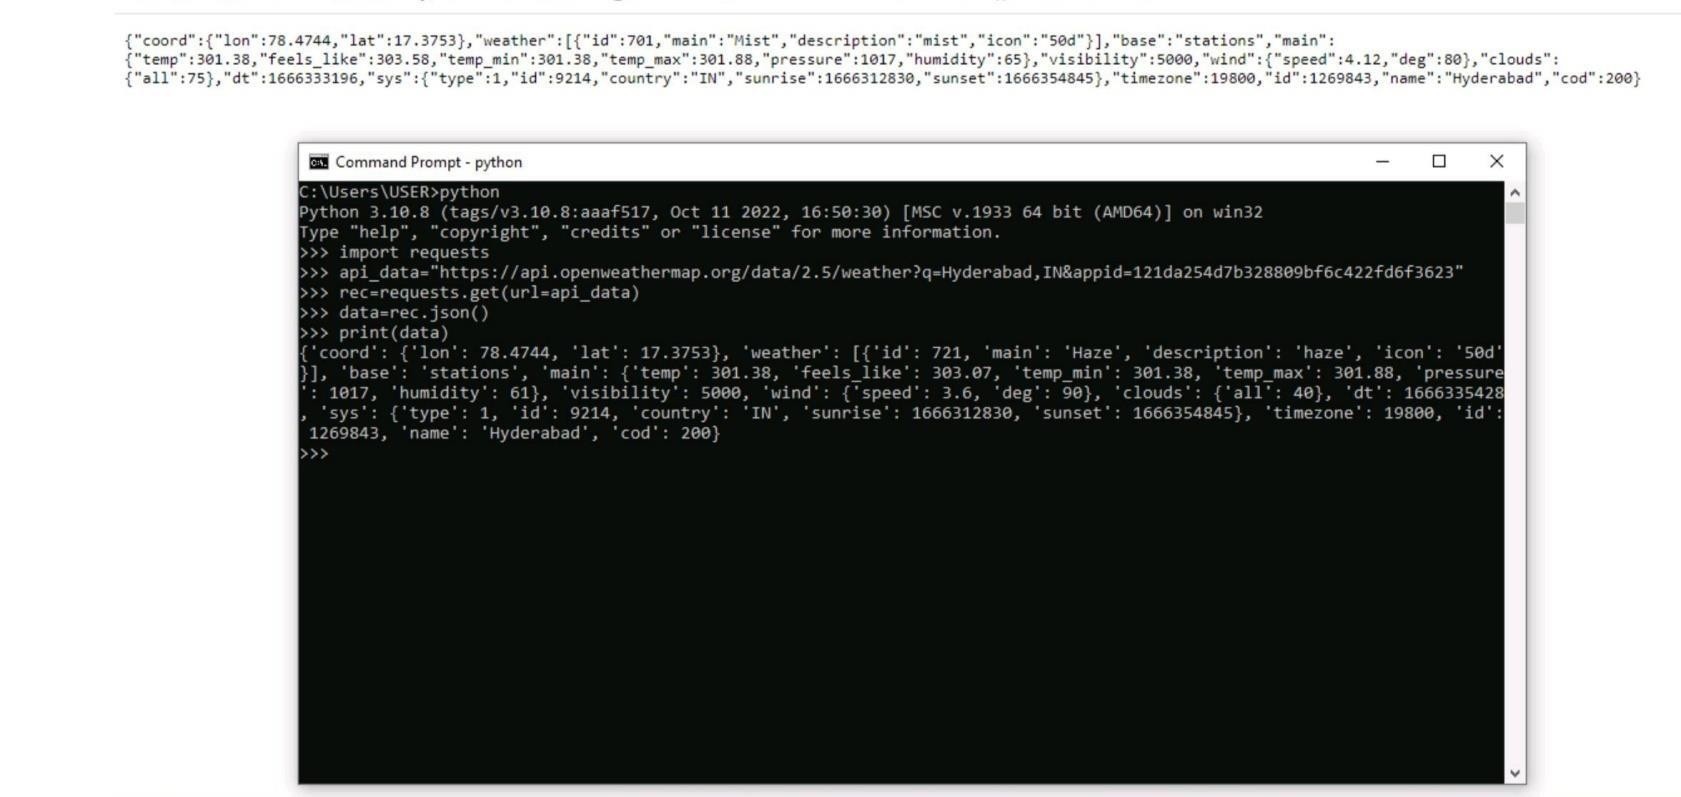 {"coord":{"lon":78.4744,"lat":17.3753},"weather":[{"id":701,"main":"Mist","description":"mist","icon":"50d"}],"base":"stations","main":
{"temp":301.38,"feels_like":303.58,"temp_min":301.38,"temp_max":301.88,"pressure":1017,"humidity":65},"visibility":5000,"wind":{"speed":4.12,"deg":80},"clouds":
{"all":75},"dt":1666333196,"sys":{"type":1,"id":9214,"country":"IN","sunrise":1666312830,"sunset":1666354845},"timezone":19800,"id":1269843,"name":"Hyderabad","cod":200}
Command Prompt - python
C:\Users\USER>python
Python 3.10.8 (tags/v3.10.8:aaaf517, Oct 11 2022, 16:50:30) [MSC v.1933 64 bit (AMD64)] on win32
Type "help", "copyright", "credits" or "license" for more information.
>>> import requests
>>> api_data="https://api.openweathermap.org/data/2.5/weather?q=Hyderabad,IN&appid=121da254d7b328809bf6c422fd6f3623"
>>> rec=requests.get(url=api_data)
>>> data=rec.json()
>>> print(data)
{'coord': {'lon': 78.4744, 'lat': 17.3753}, 'weather': [{'id': 721, 'main': 'Haze', 'description': 'haze', 'icon': '50d'
}], 'base': 'stations', 'main': {'temp': 301.38, 'feels_like': 303.07, 'temp_min': 301.38, 'temp_max': 301.88, 'pressure
': 1017, 'humidity': 61}, 'visibility': 5000, 'wind': {'speed': 3.6, 'deg': 90}, 'clouds': {'all': 40}, 'dt': 1666335428
, 'sys': {'type': 1, 'id': 9214, 'country': 'IN', 'sunrise': 1666312830, 'sunset': 1666354845}, 'timezone': 19800, 'id':
 1269843, 'name': 'Hyderabad', 'cod': 200}
>>>